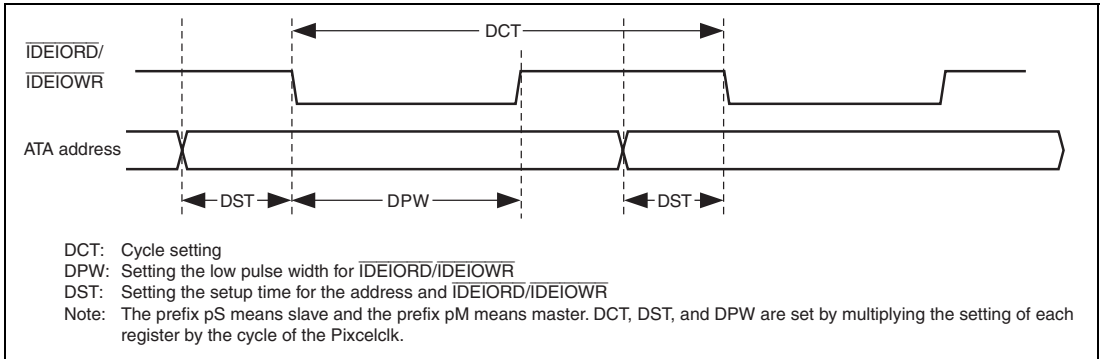 DCT
IDEIORD/
IDEIOWR
ATA address
DST
DPW
DST
DCT: Cycle setting
DPW: Setting the low pulse width for IDEIORD/IDEIOWR
DST: Setting the setup time for the address and IDEIORD/IDEIOWR
Note: The prefix pS means slave and the prefix pM means master. DCT, DST, and DPW are set by multiplying the setting of each
register by the cycle of the Pixcelclk.